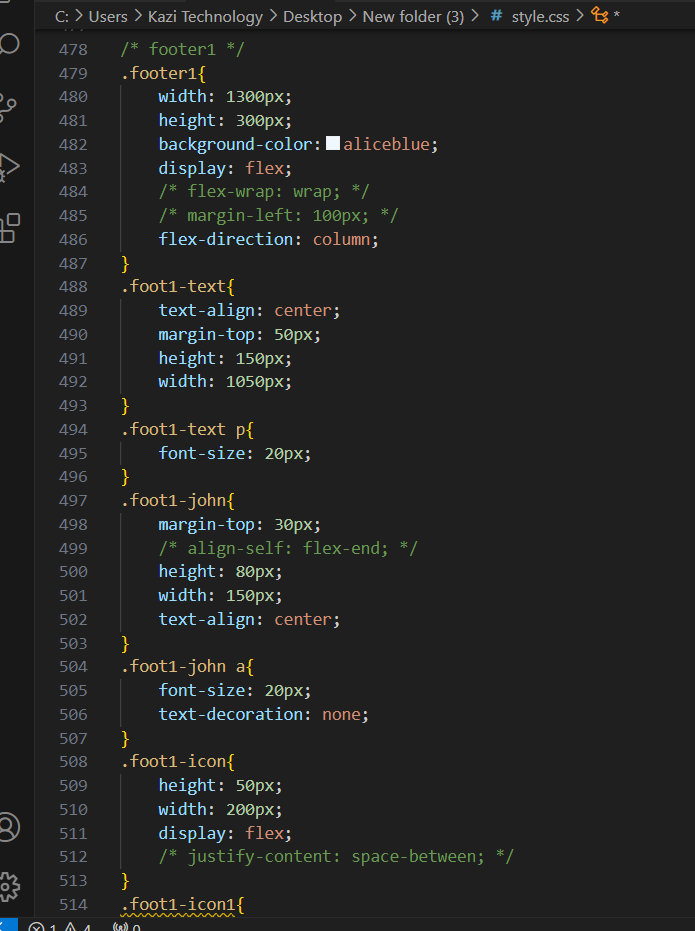 C: > Users > Kazi Technology > Desktop > New folder (3) > # style.css > *
478 /* footer1 */
479 .footer1{
480 width: 1300px;
481 height: 300px;
482 background-color: aliceblue;
483 display: flex;
484 /* flex-wrap: wrap; */
485 /* margin-left: 100px; */
486 flex-direction: column;
487 }
488 .foot1-text{
489 text-align: center;
490 margin-top: 50px;
491 height: 150px;
492 width: 1050px;
493 }
494 .foot1-text p{
495 font-size: 20px;
496 }
497 .foot1-john{
498 margin-top: 30px;
499 /* align-self: flex-end; */
500 height: 80px;
501 width: 150px;
502 text-align: center;
503 }
504 .foot1-john a{
505 font-size: 20px;
506 text-decoration: none;
507 }
508 .foot1-icon{
509 height: 50px;
510 width: 200px;
511 display: flex;
512 /* justify-content: space-between; */
513 }
514 .foot1-icon1{
1 4 0